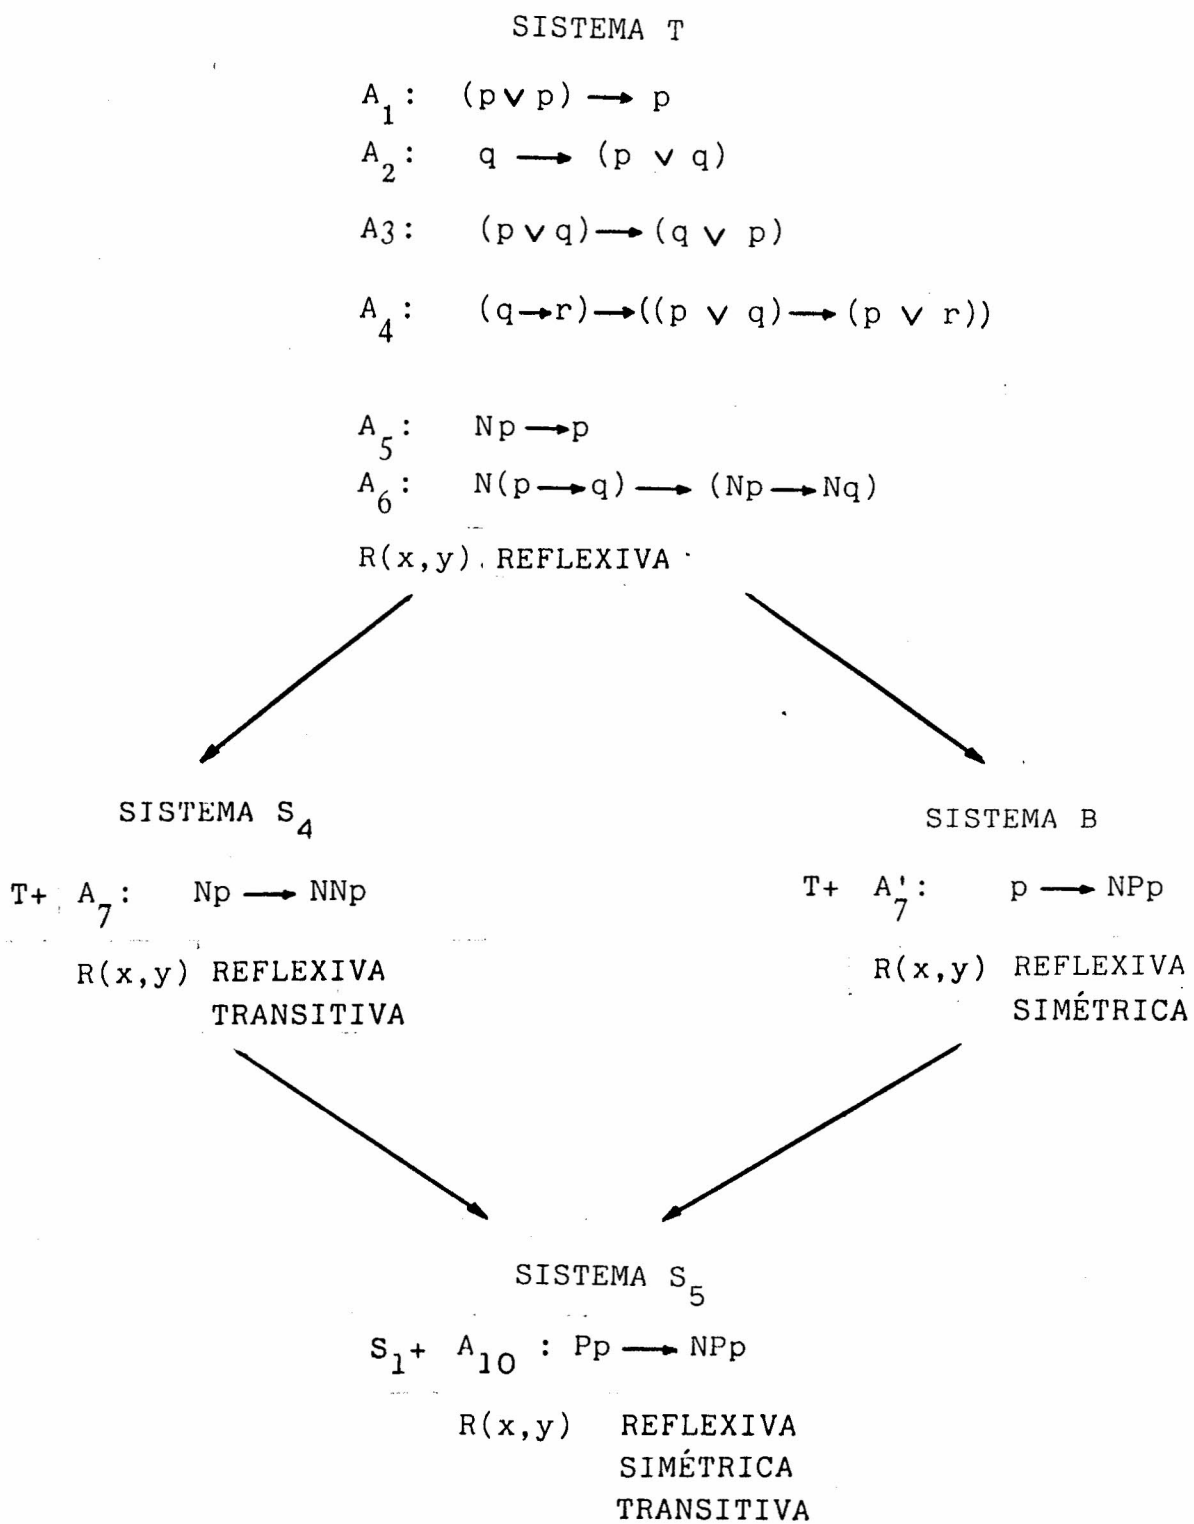 SISTEMA T
A1: (p ∨ p) → p
A2: q → (p ∨ q)
A3: (p ∨ q) → (q ∨ p)
A4: (q → r) → ((p ∨ q) → (p ∨ r))
A5: Np → p
A6: N(p → q) → (Np → Nq)
R(x,y) REFLEXIVA
SISTEMA S4
T+ A7: Np → NNp
R(x,y) REFLEXIVA
TRANSITIVA
SISTEMA B
T+ A'7: p → NPp
R(x,y) REFLEXIVA
SIMÉTRICA
SISTEMA S5
S1+ A10 : Pp → NPp
R(x,y) REFLEXIVA
SIMÉTRICA
TRANSITIVA